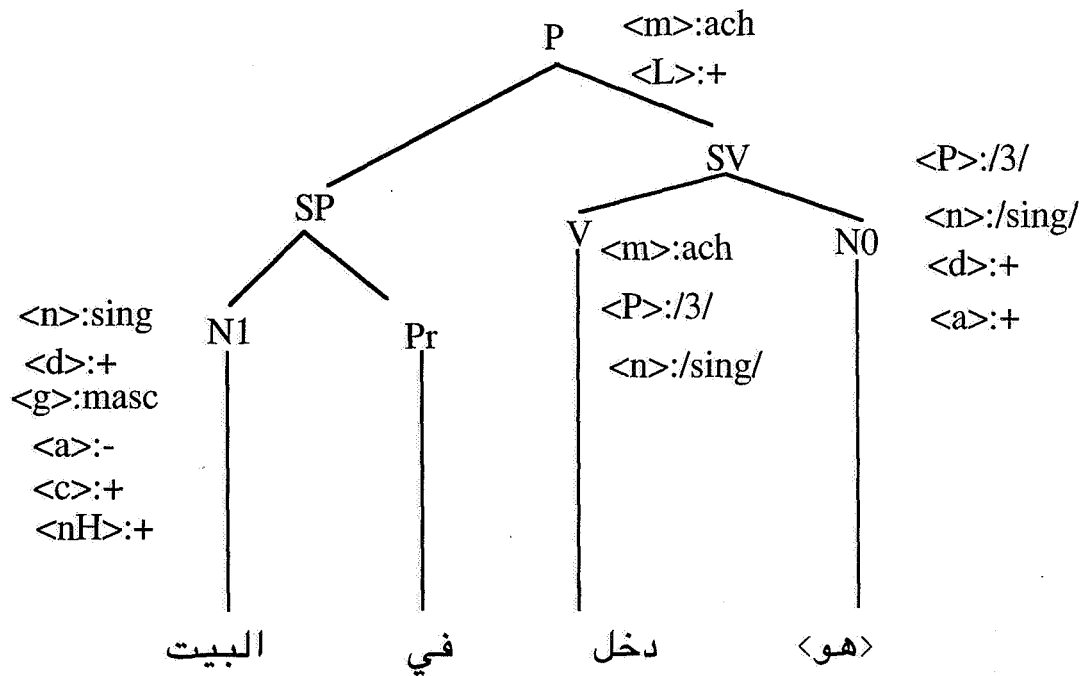 P
<m>:ach
<L>:+
SV
<P>:/3/
<n>:/sing/
<d>:+
<a>:+
SP
V
<m>:ach
<P>:/3/
<n>:/sing/
N0
<n>:sing
<d>:+
<g>:masc
<a>:-
<c>:+
<nH>:+
N1
Pr
<هو> دخل في البيت